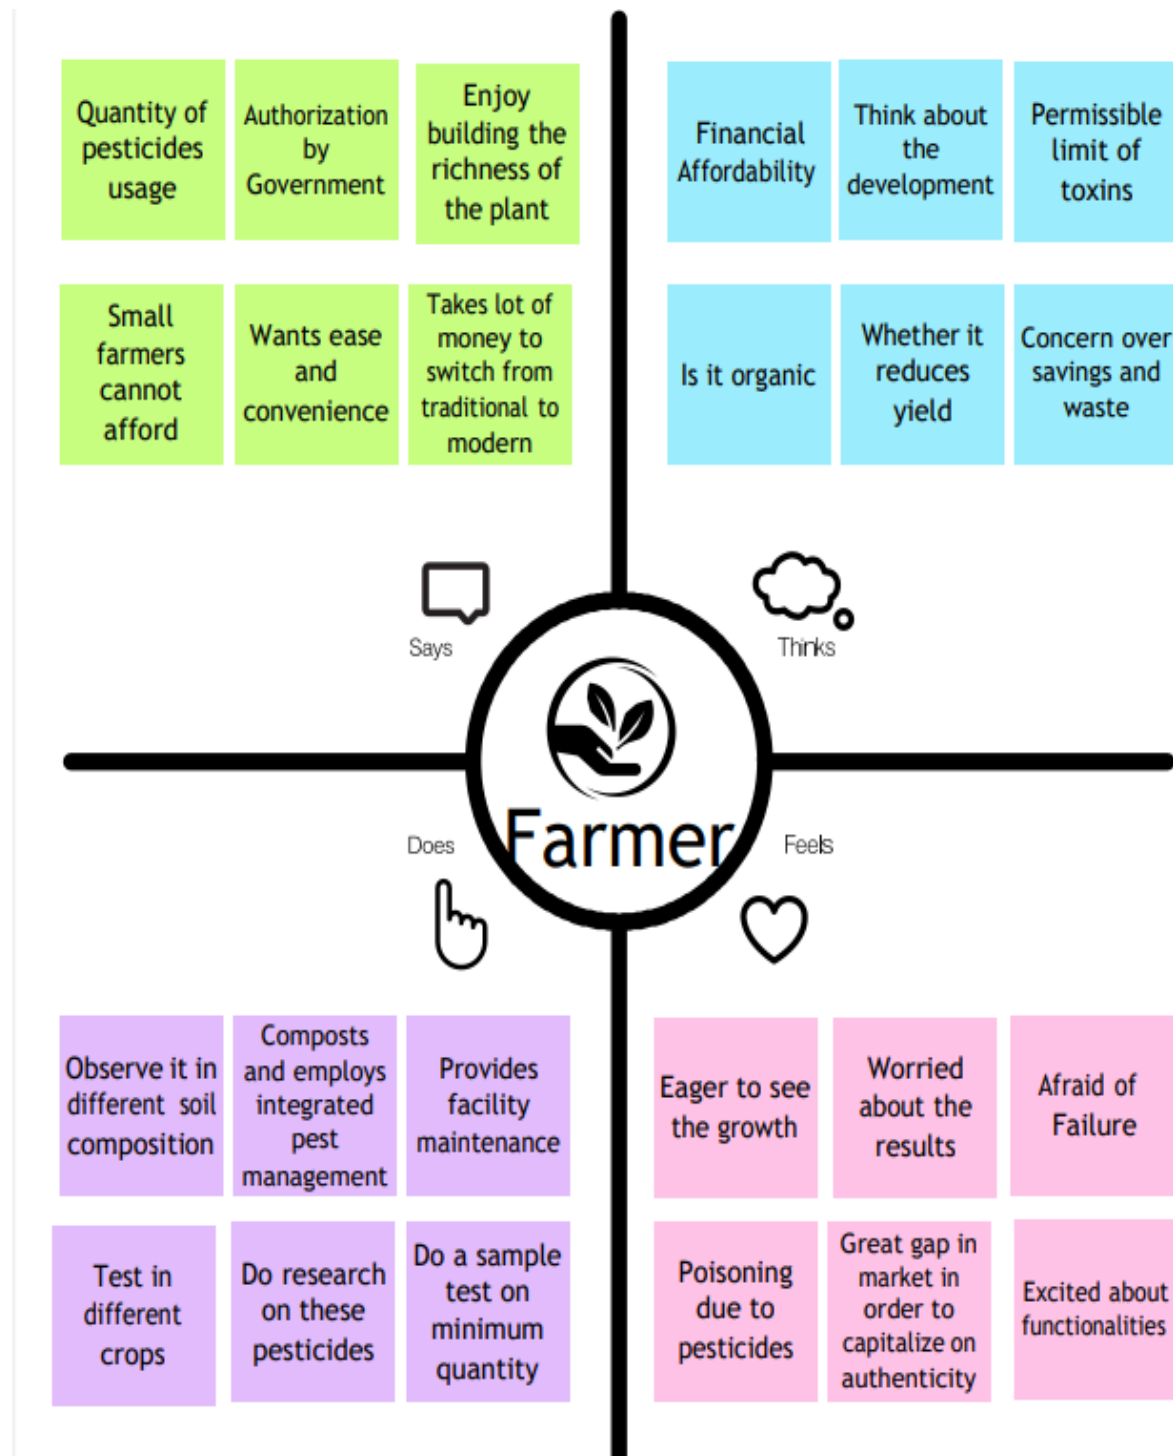 Quantity of
pesticides
usage
Authorization
by
Government
Enjoy
building the
richness of
the plant
Small
farmers
cannot
afford
Wants ease
and
convenience
Takes lot of
money to
switch from
traditional to
modern
Financial
Affordability
Think about
the
development
Permissible
limit of
toxins
Is it organic
Whether it
reduces
yield
Concern over
savings and
waste
Says
Thinks
Farmer
Does
Feels
Observe it in
different soil
composition
Composts
and employs
integrated
pest
management
Provides
facility
maintenance
Test in
different
crops
Do research
on these
pesticides
Do a sample
test on
minimum
quantity
Eager to see
the growth
Worried
about the
results
Afraid of
Failure
Poisoning
due to
pesticides
Great gap in
market in
order to
capitalize on
authenticity
Excited about
functionalities